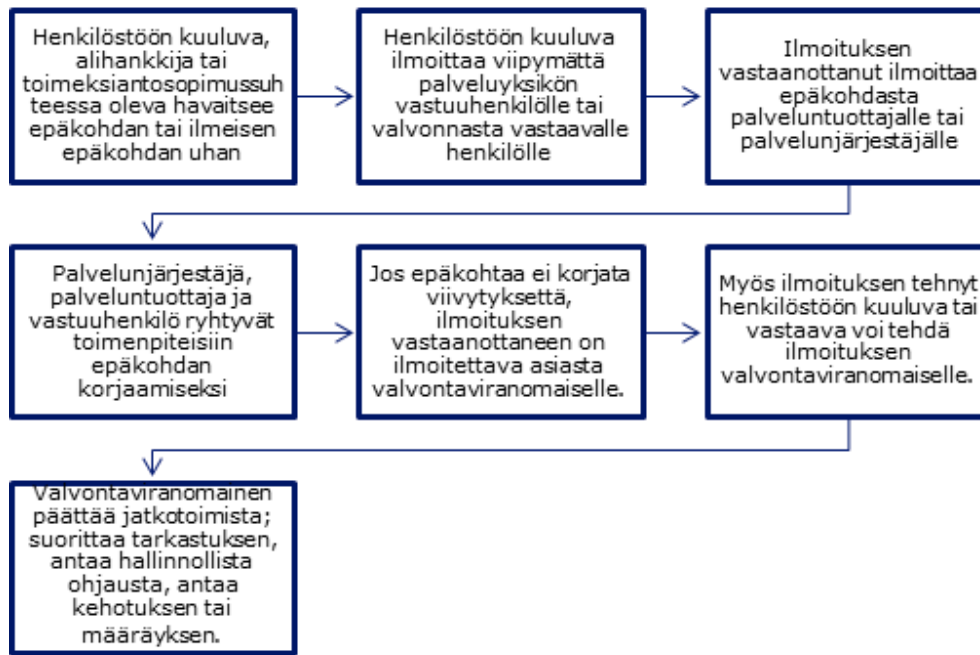 Henkilöstöön kuuluva,
alihankkija tai
toimeksiantosopimussuh
teessa oleva havaitsee
epäkohdan tai ilmeisen
epäkohdan uhan
Henkilöstöön kuuluva
ilmoittaa viipymättä
palveluyksikön
vastuuhenkilölle tai
valvonnasta vastaavalle
henkilölle
Ilmoituksen
vastaanottanut ilmoittaa
epäkohdasta
palveluntuottajalle tai
palvelunjärjestäjälle
Palvelunjärjestäjä,
palveluntuottaja ja
vastuuhenkilö ryhtyvät
toimenpiteisiin
epäkohdan
korjaamiseksi
Jos epäkohtaa ei korjata
viivytyksettä,
ilmoituksen
vastaanottaneen on
ilmoitettava asiasta
valvontaviranomaiselle.
Myös ilmoituksen tehnyt
henkilöstöön kuuluva tai
vastaava voi tehdä
ilmoituksen
valvontaviranomaiselle.
Valvontaviranomainen
päättää jatkotoimista;
suorittaa tarkastuksen,
antaa hallinnollista
ohjausta, antaa
kehotuksen tai
määräyksen.